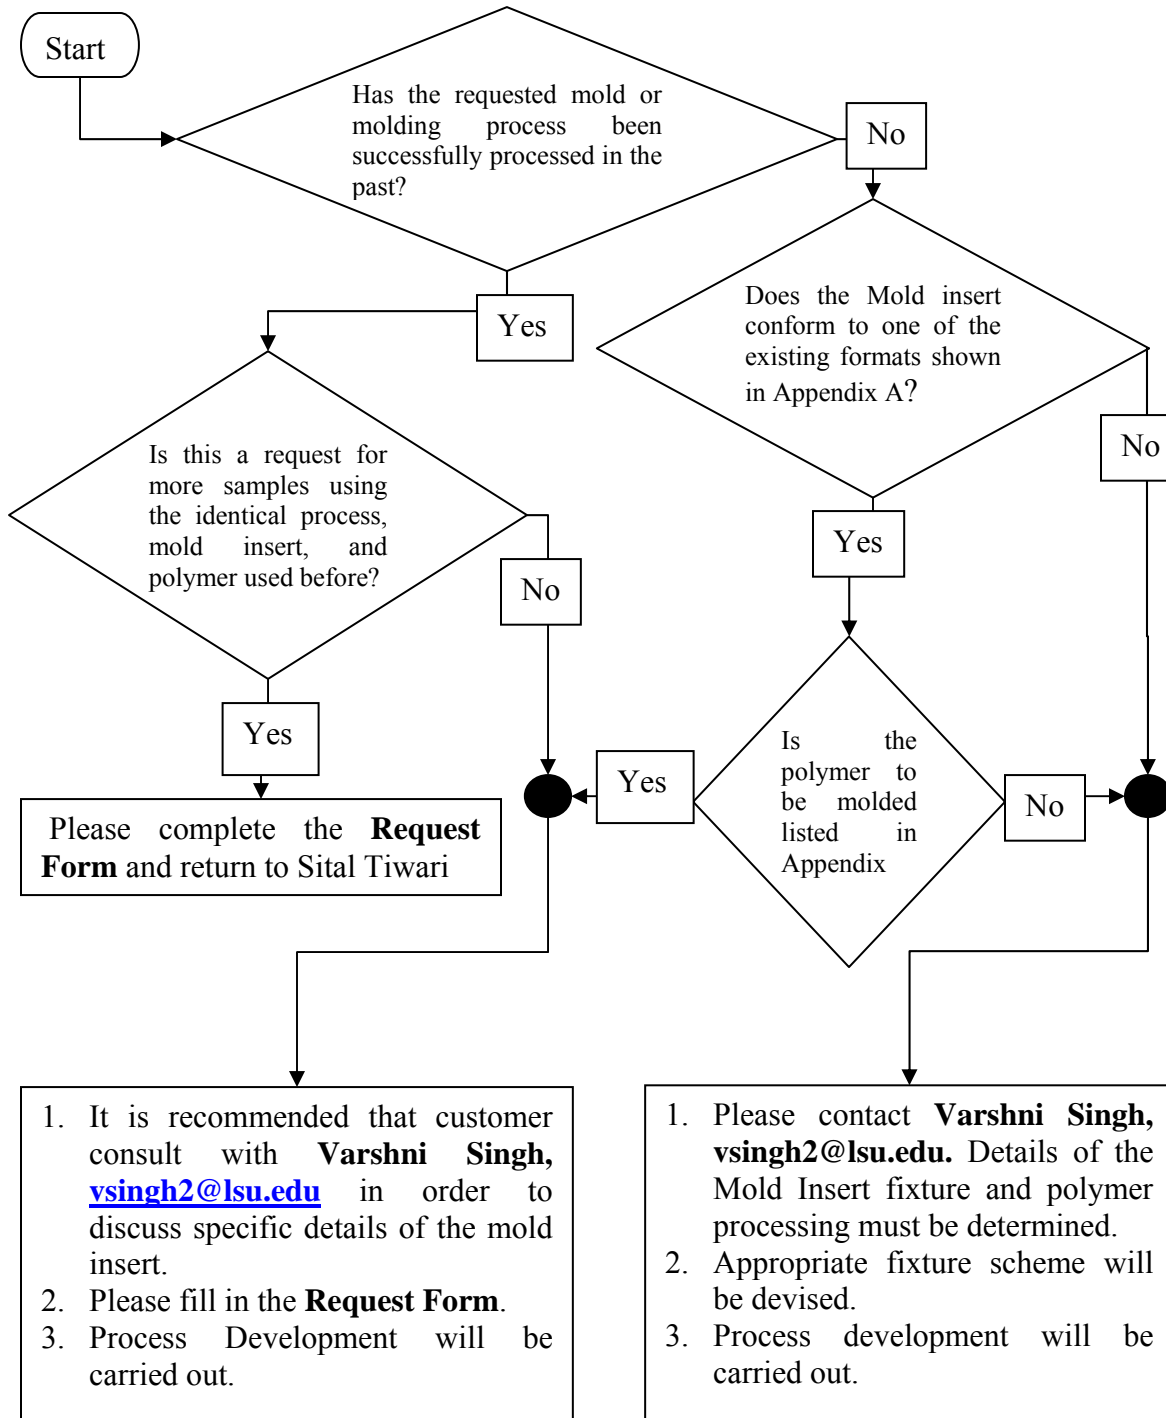 Start
Has the requested mold or
molding process been
successfully processed in the
past?
No
Yes
Does the Mold insert
conform to one of the
existing formats shown
in Appendix A?
No
Is this a request for
more samples using
the identical process,
mold insert, and
polymer used before?
No
Yes
Yes
Is the
polymer to
be molded
listed in
Appendix
Yes
No
Please complete the Request
Form and return to Sital Tiwari
1. It is recommended that customer
consult with Varshni Singh,
vsingh2@lsu.edu in order to
discuss specific details of the mold
insert.
2. Please fill in the Request Form.
3. Process Development will be
carried out.
1. Please contact Varshni Singh,
vsingh2@lsu.edu. Details of the
Mold Insert fixture and polymer
processing must be determined.
2. Appropriate fixture scheme will
be devised.
3. Process development will be
carried out.